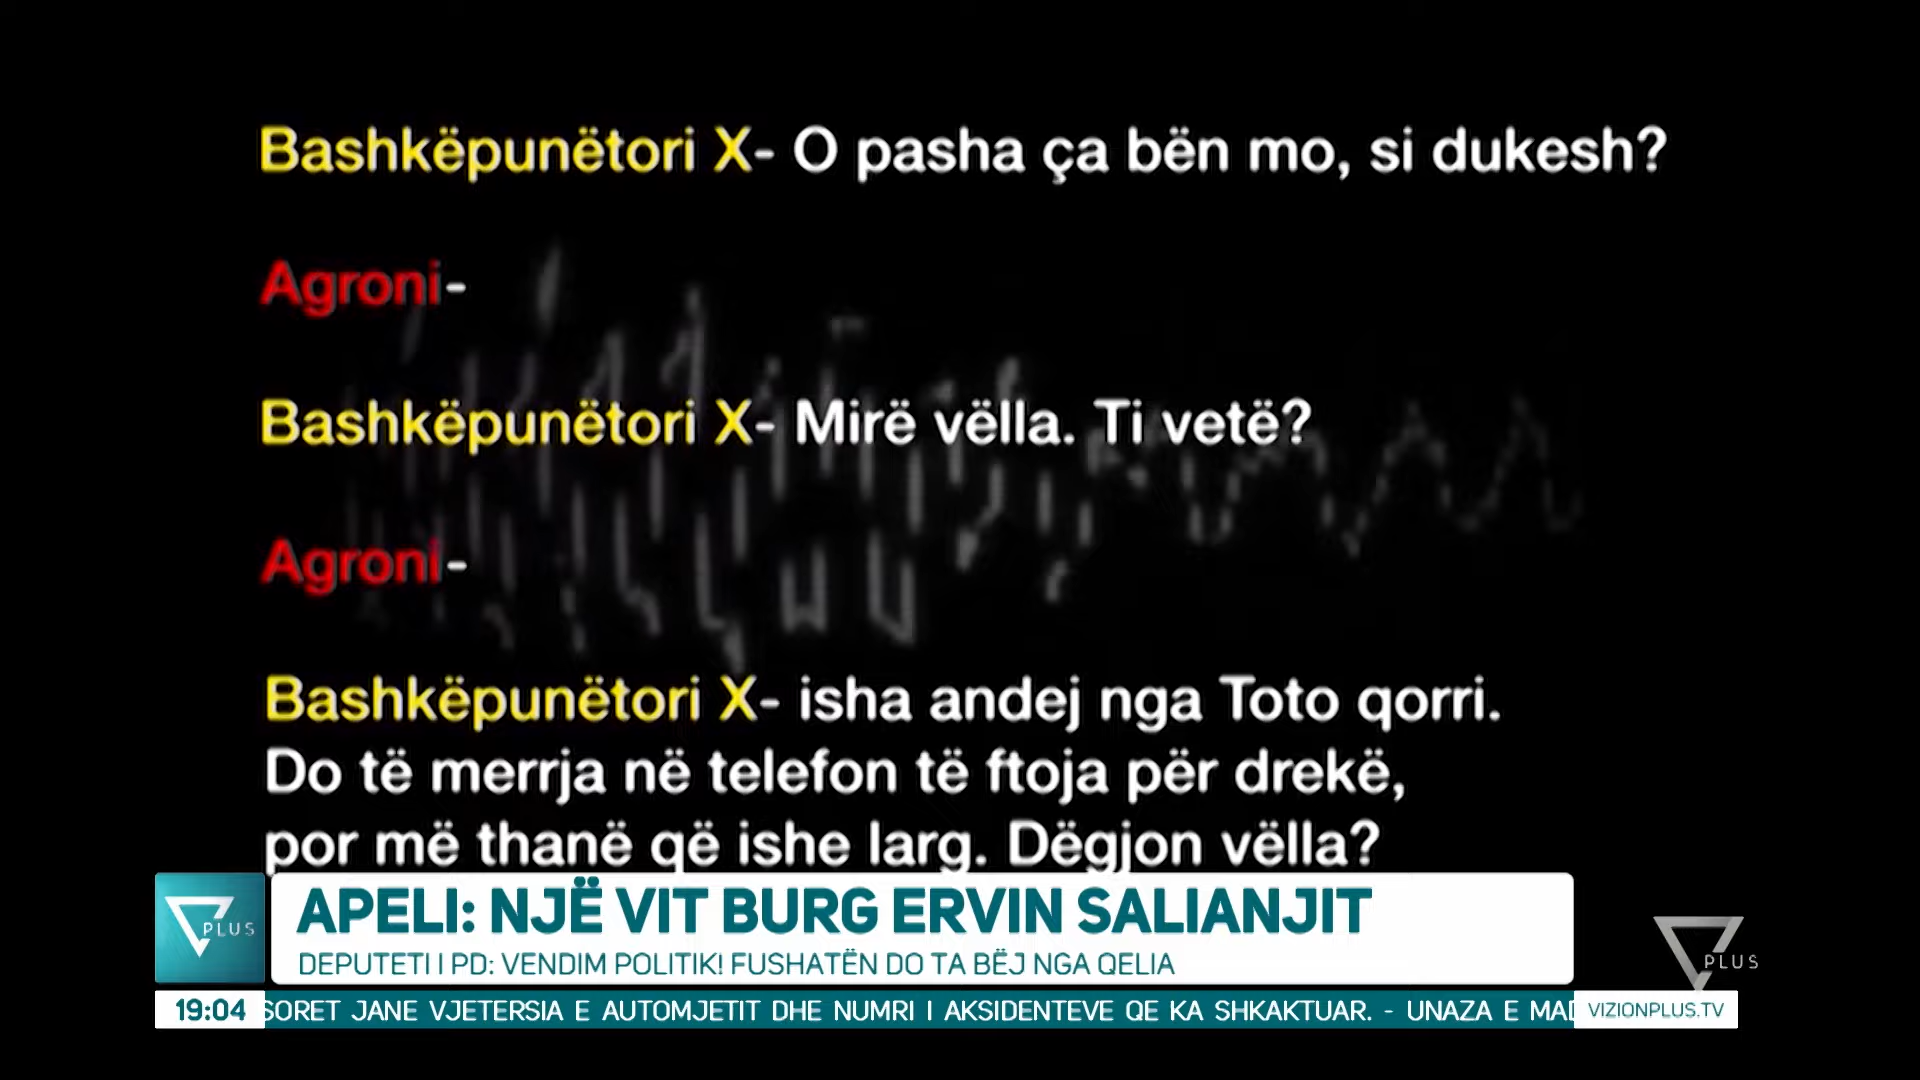 Bashkëpunëtori X- O pasha ça bën mo, si dukesh?
Agroni-
Bashkëpunëtori X- Mirë vëlla. Ti vetë?
Agroni-
Bashkëpunëtori X- isha andej nga Toto qorri.
Do të merrja në telefon të ftoja për drekë,
por më thanë që ishe larg. Dëgjon vëlla?
PLUS
APELI: NJË VIT BURG ERVIN SALIANJIT
DEPUTETI I PD: VENDIM POLITIK! FUSHATËN DO TA BËJ NGA QELIA
PLUS
19:04 SORET JANE VJETERSIA E AUTOMJETIT DHE NUMRI I AKSIDENTEVE QE KA SHKAKTUAR. - UNAZA E MAD
VIZIONPLUS.TV